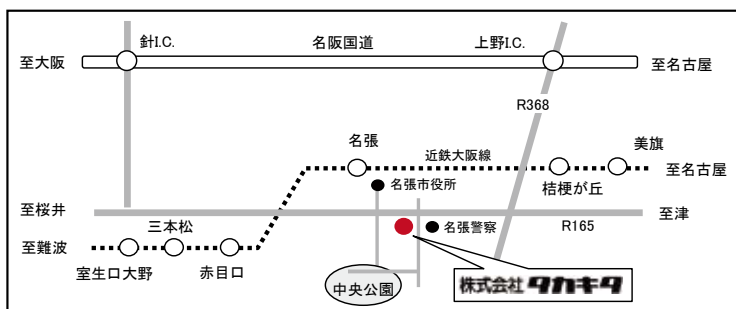 針I.C.
名阪国道
上野I.C.
至大阪
至名古屋
R368
名張
近鉄大阪線
美旗
至名古屋
桔梗が丘
名張市役所
至桜井
至津
三本松
名張警察
R165
至難波
室生口大野
赤目口
中央公園
株式会社 タカキタ